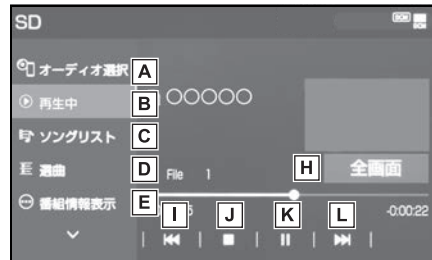 SD
オーディオ選択 A
再生中 B
○○○○○
ソングリスト C
選曲 D
File 1
H 全画面
番組情報表示 E
5
-0:00:22
I J K L